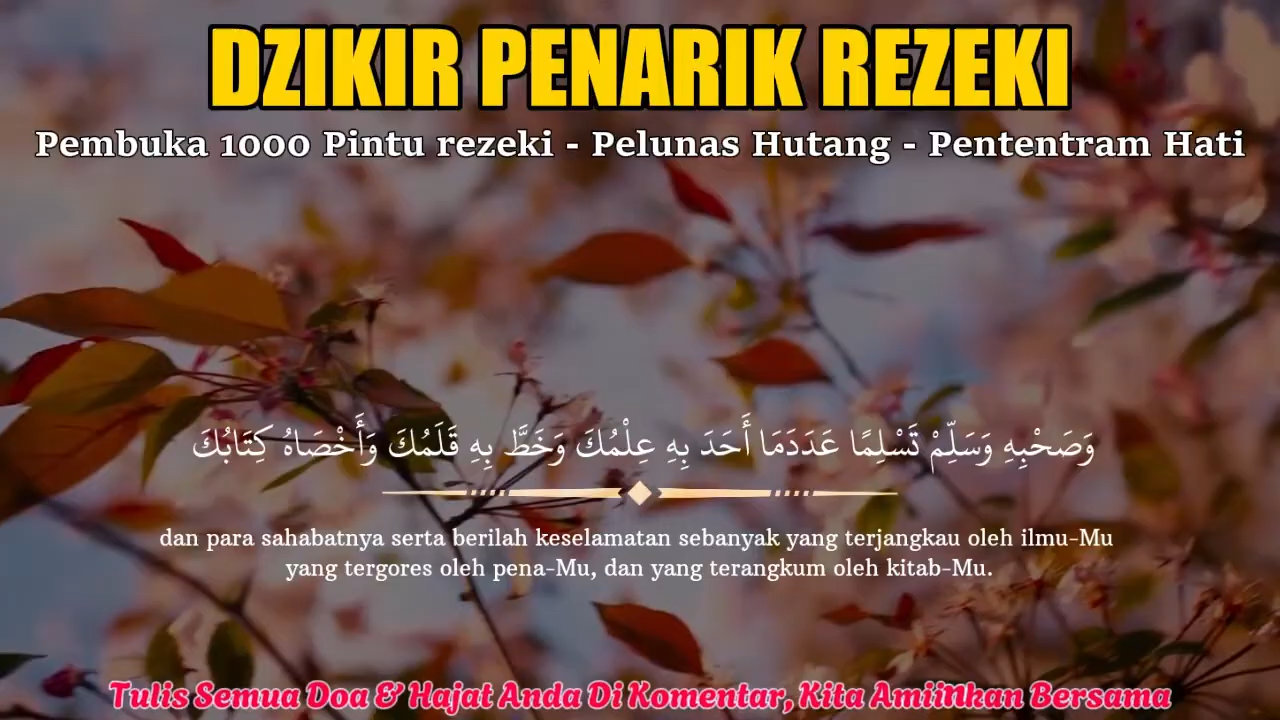 DZIKIR PENARIK REZEKI
Pembuka 1000 Pintu rezeki - Pelunas Hutang - Pententram Hati
وَصَحْبِهِ وَسَلِّمْ تَسْلِمًا عَدَدَمَا أَحَدَ بِهِ عِلْمُكَ وَخَطَّ بِهِ قَلَمُكَ وَأَحْصَاهُ كِتَابُكَ
dan para sahabatnya serta berilah keselamatan sebanyak yang terjangkau oleh ilmu-Mu
yang tergores oleh pena-Mu, dan yang terangkum oleh kitab-Mu.
Tulis Semua Doa & Hajat Anda Di Komentar, Kita Amiinkan Bersama